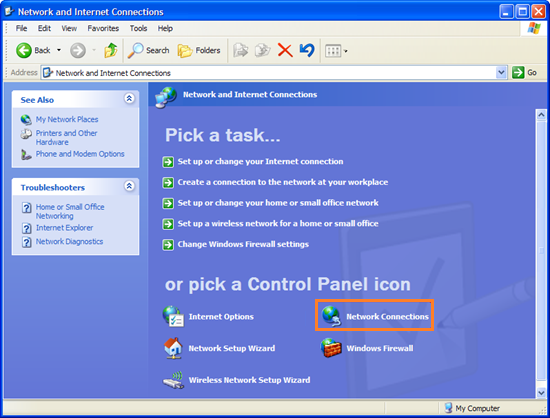 Network and Internet Connections
File Edit View Favorites Tools Help
Back Search Folders
Address Network and Internet Connections Go
See Also
My Network Places
Printers and Other
Hardware
Phone and Modem Options
Troubleshooters
Home or Small Office
Networking
Internet Explorer
Network Diagnostics
Network and Internet Connections
Pick a task...
Set up or change your Internet connection
Create a connection to the network at your workplace
Set up or change your home or small office network
Set up a wireless network for a home or small office
Change Windows Firewall settings
or pick a Control Panel icon
Internet Options Network Connections
Network Setup Wizard Windows Firewall
Wireless Network Setup Wizard
My Computer